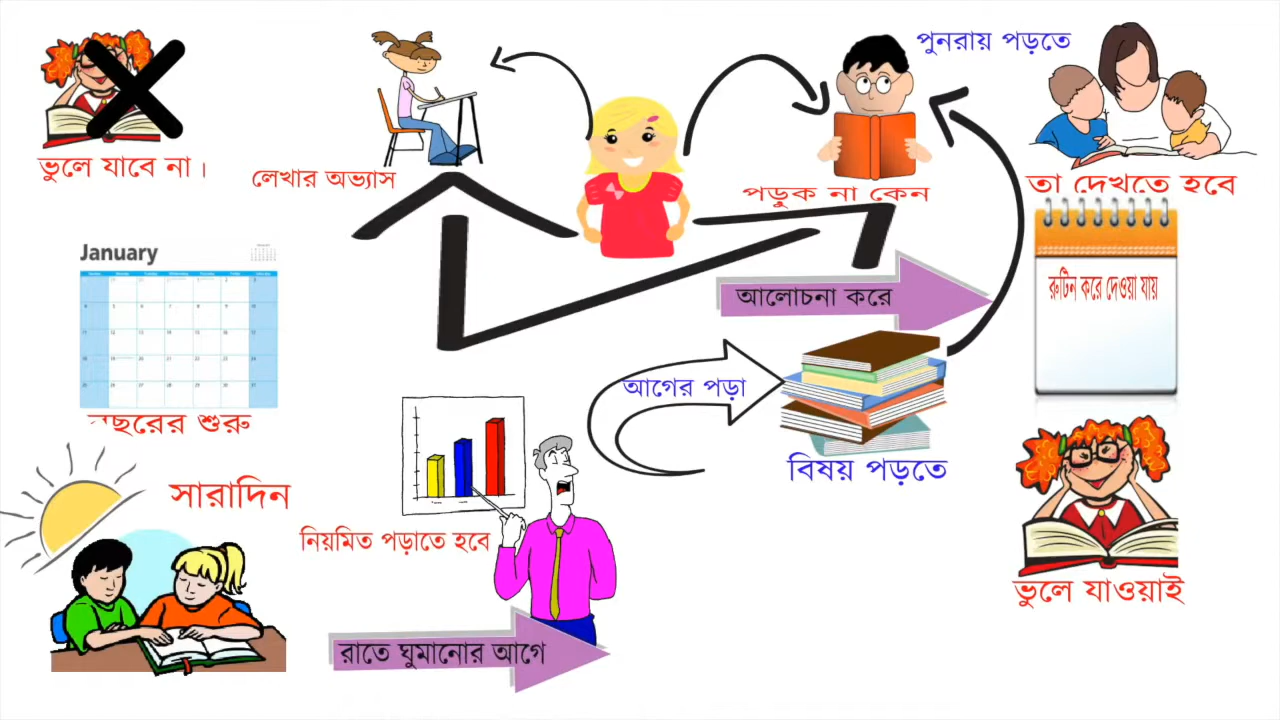 পুনরায় পড়তে
ভুলে যাবে না।
লেখার অভ্যাস
পড়ুক না কেন
তা দেখতে হবে
January
রুটিন করে দেওয়া যায়
আলোচনা করে
আগের পড়া
বছরের শুরু
বিষয় পড়তে
সারাদিন
নিয়মিত পড়াতে হবে
ভুলে যাওয়াই
রাতে ঘুমানোর আগে